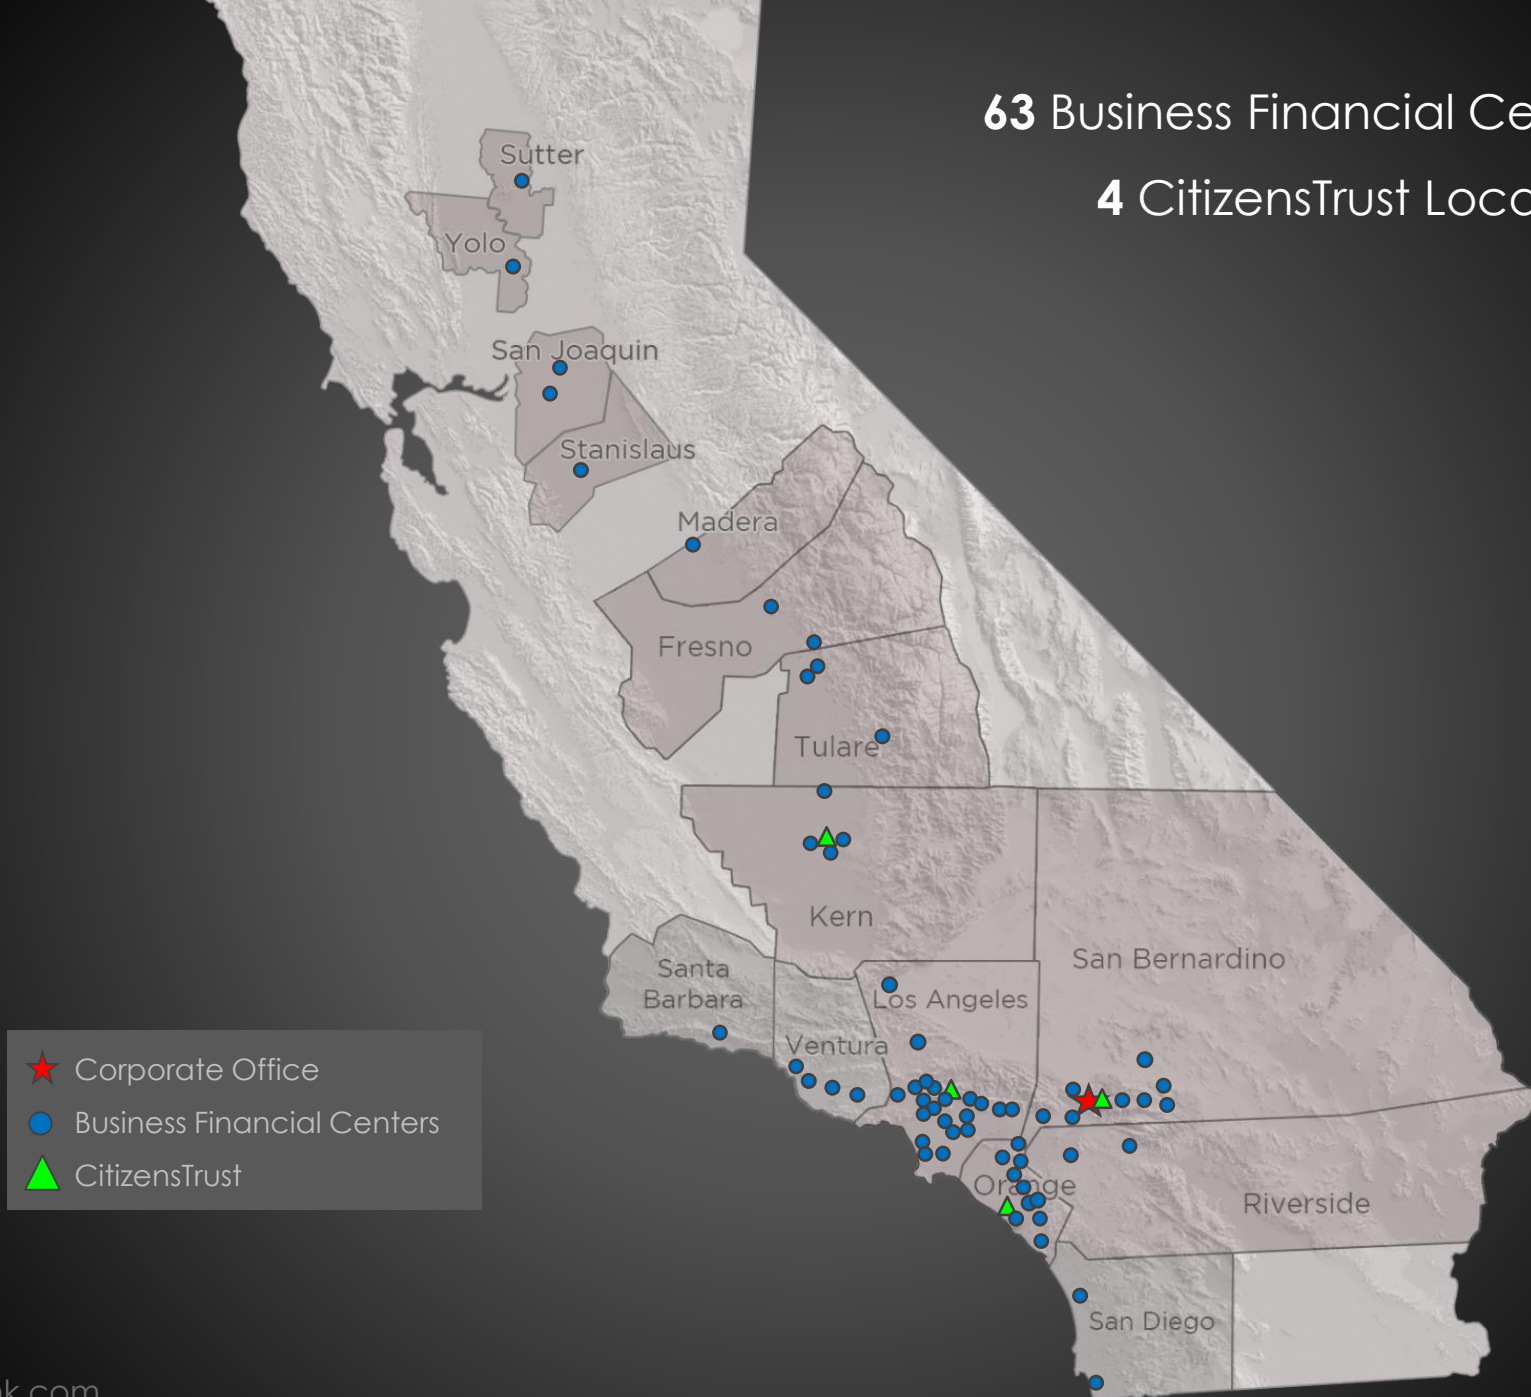 63 Business Financial Ce
4 CitizensTrust Loca
Sutter
Yolo
San Joaquin
Stanislaus
Madera
Fresno
Tulare
Kern
San Bernardino
Santa
Barbara
Los Angeles
Ventura
Orange
Riverside
San Diego
Corporate Office
Business Financial Centers
CitizensTrust
nk.com